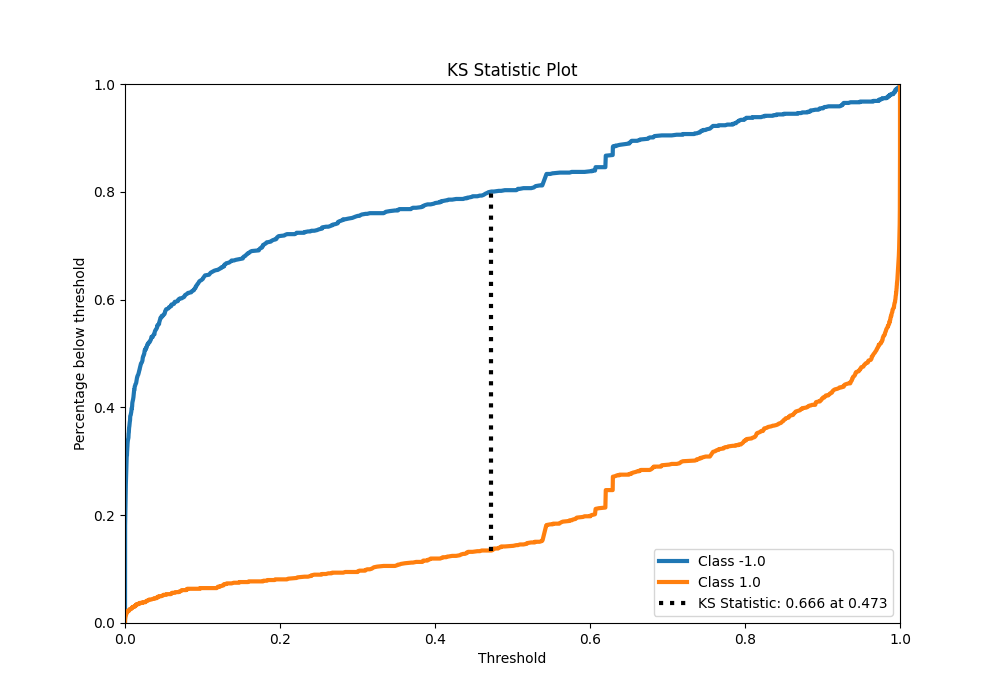 KS Statistic Plot
Percentage below threshold
1.0
0.8
0.6
0.4
0.2
0.0
0.0 0.2 0.4 0.6 0.8 1.0
Threshold
Class -1.0
Class 1.0
KS Statistic: 0.666 at 0.473